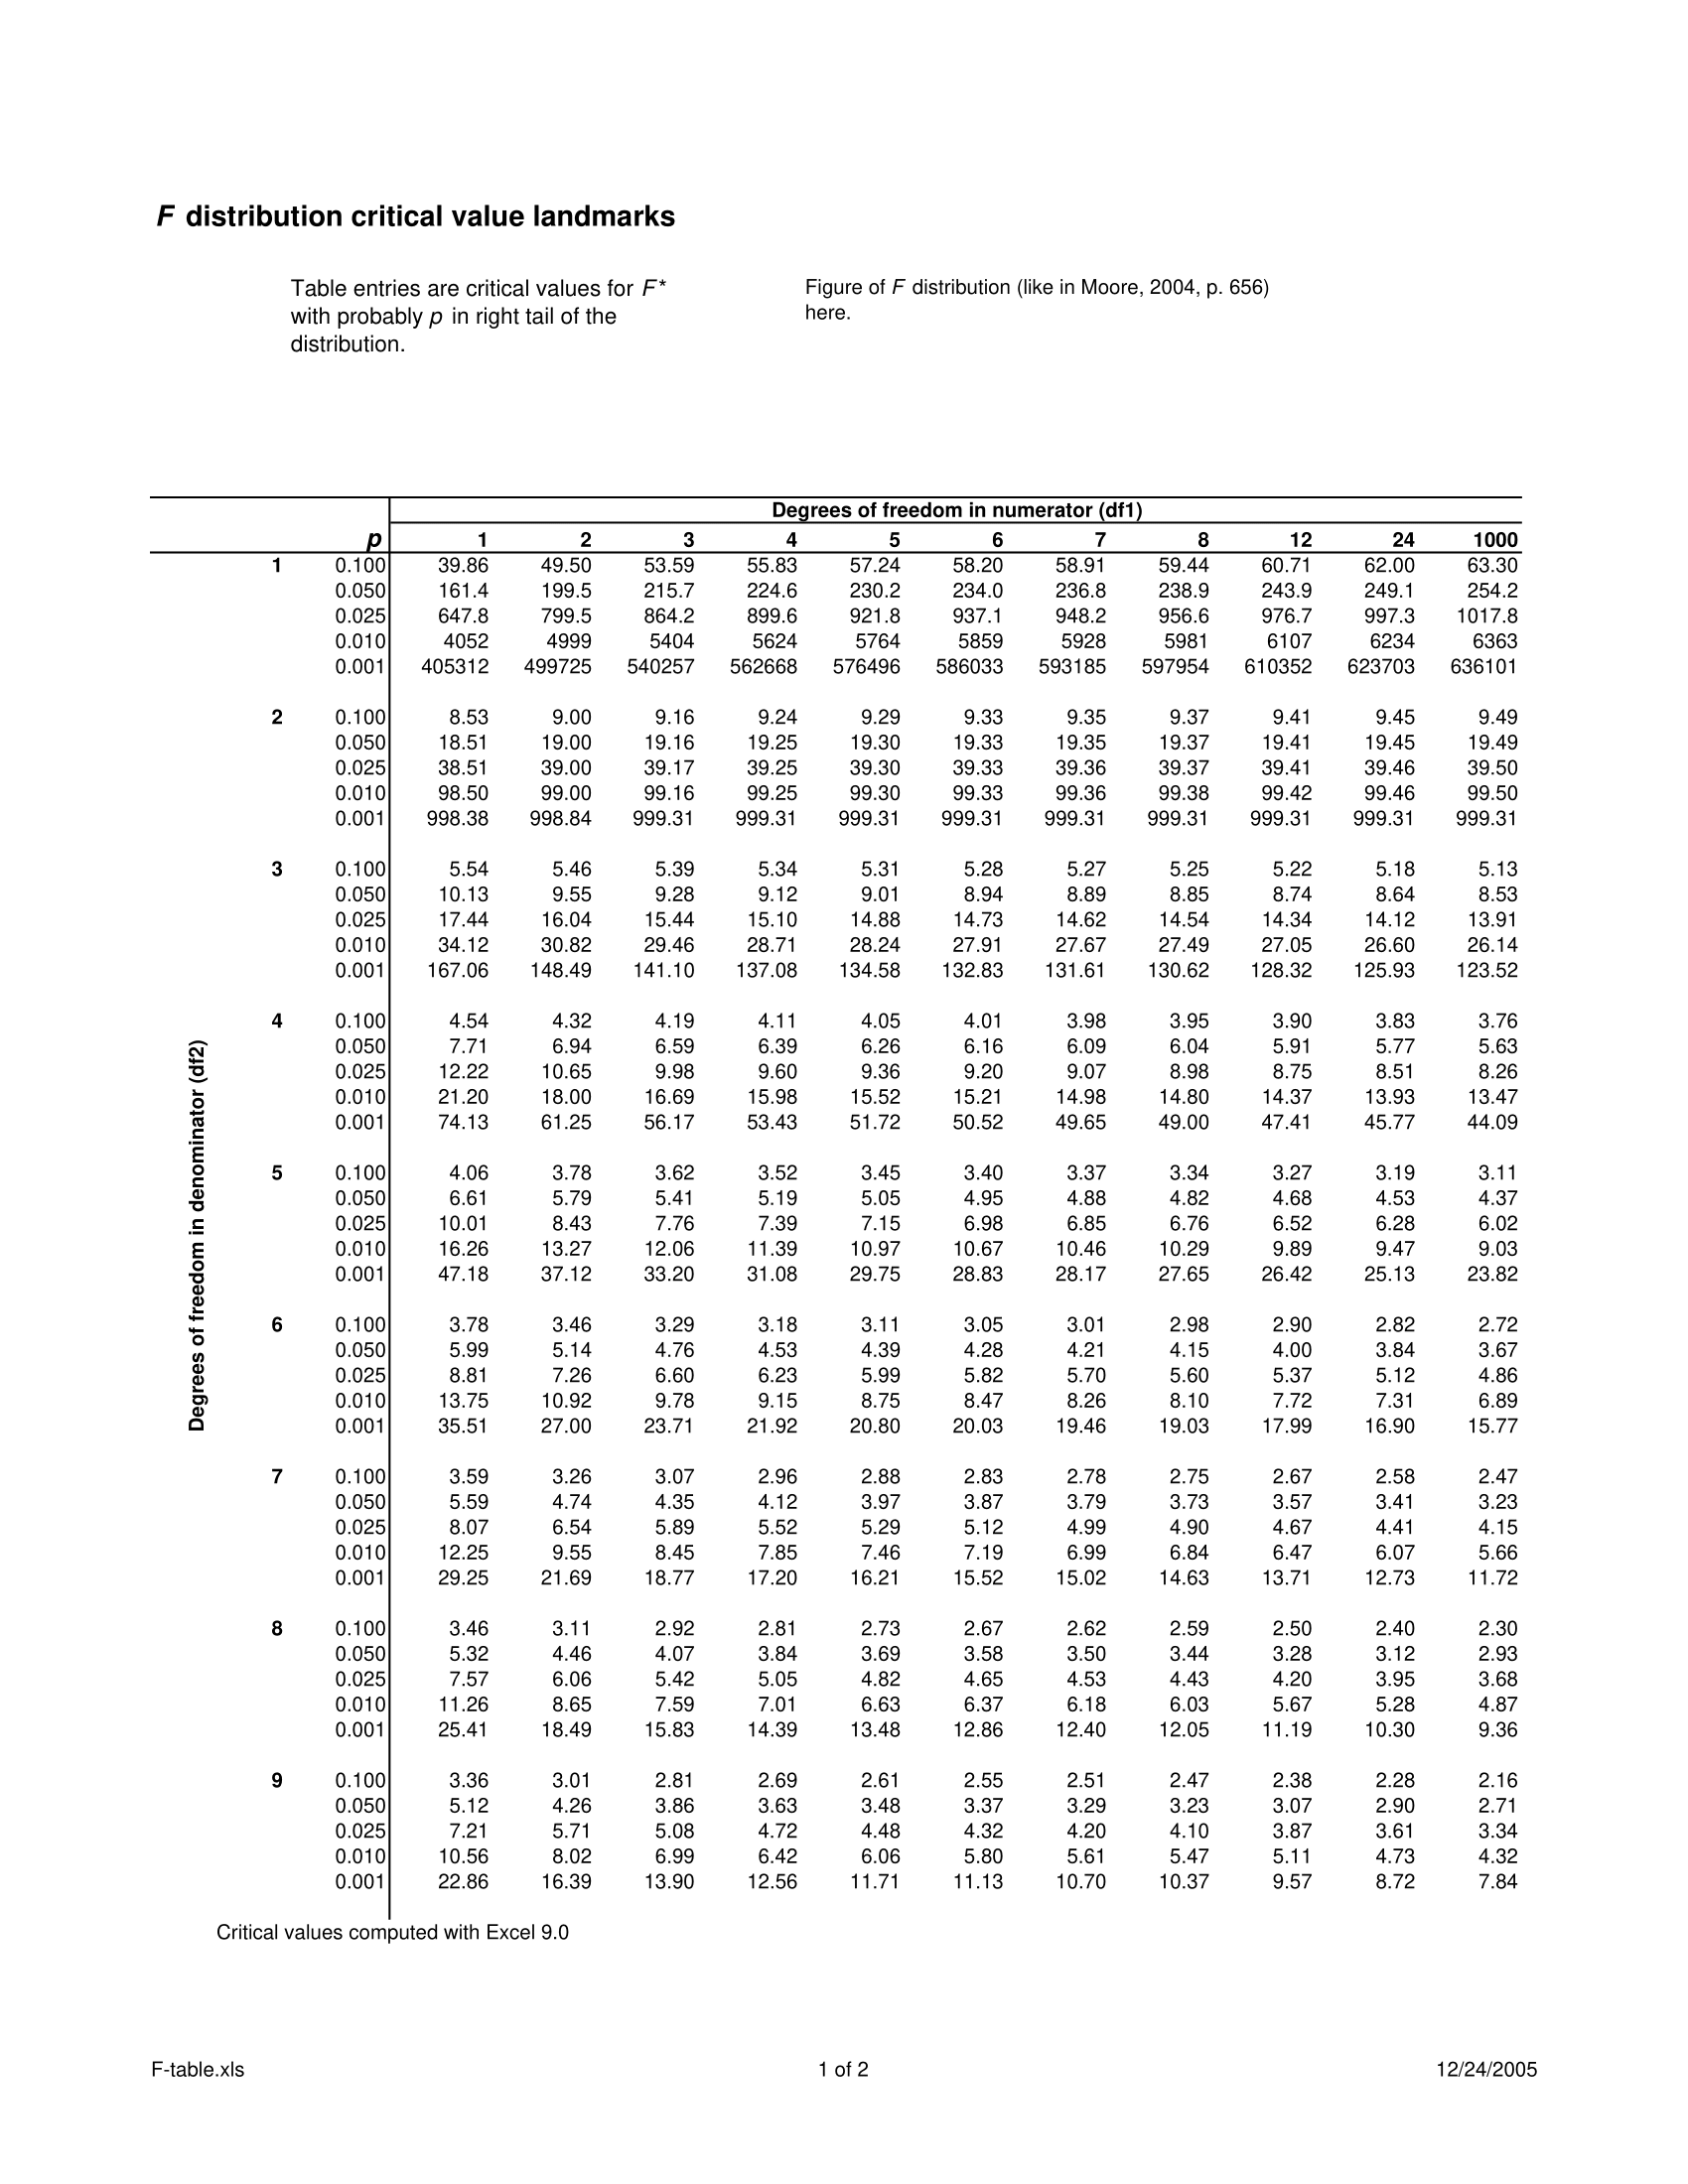 F distribution critical value landmarks
Table entries are critical values for F*
with probably p in right tail of the
distribution.
Figure of F distribution (like in Moore, 2004, p. 656)
here.
Degrees of freedom in numerator (df1)
p 1 2 3 4 5 6 7 8 12 24 1000
Degrees of freedom in denominator (df2)
1 0.100 39.86 49.50 53.59 55.83 57.24 58.20 58.91 59.44 60.71 62.00 63.30
0.050 161.4 199.5 215.7 224.6 230.2 234.0 236.8 238.9 243.9 249.1 254.2
0.025 647.8 799.5 864.2 899.6 921.8 937.1 948.2 956.6 976.7 997.3 1017.8
0.010 4052 4999 5404 5624 5764 5859 5928 5981 6107 6234 6363
0.001 405312 499725 540257 562668 576496 586033 593185 597954 610352 623703 636101
2 0.100 8.53 9.00 9.16 9.24 9.29 9.33 9.35 9.37 9.41 9.45 9.49
0.050 18.51 19.00 19.16 19.25 19.30 19.33 19.35 19.37 19.41 19.45 19.49
0.025 38.51 39.00 39.17 39.25 39.30 39.33 39.36 39.37 39.41 39.46 39.50
0.010 98.50 99.00 99.16 99.25 99.30 99.33 99.36 99.38 99.42 99.46 99.50
0.001 998.38 998.84 999.31 999.31 999.31 999.31 999.31 999.31 999.31 999.31 999.31
3 0.100 5.54 5.46 5.39 5.34 5.31 5.28 5.27 5.25 5.22 5.18 5.13
0.050 10.13 9.55 9.28 9.12 9.01 8.94 8.89 8.85 8.74 8.64 8.53
0.025 17.44 16.04 15.44 15.10 14.88 14.73 14.62 14.54 14.34 14.12 13.91
0.010 34.12 30.82 29.46 28.71 28.24 27.91 27.67 27.49 27.05 26.60 26.14
0.001 167.06 148.49 141.10 137.08 134.58 132.83 131.61 130.62 128.32 125.93 123.52
4 0.100 4.54 4.32 4.19 4.11 4.05 4.01 3.98 3.95 3.90 3.83 3.76
0.050 7.71 6.94 6.59 6.39 6.26 6.16 6.09 6.04 5.91 5.77 5.63
0.025 12.22 10.65 9.98 9.60 9.36 9.20 9.07 8.98 8.75 8.51 8.26
0.010 21.20 18.00 16.69 15.98 15.52 15.21 14.98 14.80 14.37 13.93 13.47
0.001 74.13 61.25 56.17 53.43 51.72 50.52 49.65 49.00 47.41 45.77 44.09
5 0.100 4.06 3.78 3.62 3.52 3.45 3.40 3.37 3.34 3.27 3.19 3.11
0.050 6.61 5.79 5.41 5.19 5.05 4.95 4.88 4.82 4.68 4.53 4.37
0.025 10.01 8.43 7.76 7.39 7.15 6.98 6.85 6.76 6.52 6.28 6.02
0.010 16.26 13.27 12.06 11.39 10.97 10.67 10.46 10.29 9.89 9.47 9.03
0.001 47.18 37.12 33.20 31.08 29.75 28.83 28.17 27.65 26.42 25.13 23.82
6 0.100 3.78 3.46 3.29 3.18 3.11 3.05 3.01 2.98 2.90 2.82 2.72
0.050 5.99 5.14 4.76 4.53 4.39 4.28 4.21 4.15 4.00 3.84 3.67
0.025 8.81 7.26 6.60 6.23 5.99 5.82 5.70 5.60 5.37 5.12 4.86
0.010 13.75 10.92 9.78 9.15 8.75 8.47 8.26 8.10 7.72 7.31 6.89
0.001 35.51 27.00 23.71 21.92 20.80 20.03 19.46 19.03 17.99 16.90 15.77
7 0.100 3.59 3.26 3.07 2.96 2.88 2.83 2.78 2.75 2.67 2.58 2.47
0.050 5.59 4.74 4.35 4.12 3.97 3.87 3.79 3.73 3.57 3.41 3.23
0.025 8.07 6.54 5.89 5.52 5.29 5.12 4.99 4.90 4.67 4.41 4.15
0.010 12.25 9.55 8.45 7.85 7.46 7.19 6.99 6.84 6.47 6.07 5.66
0.001 29.25 21.69 18.77 17.20 16.21 15.52 15.02 14.63 13.71 12.73 11.72
8 0.100 3.46 3.11 2.92 2.81 2.73 2.67 2.62 2.59 2.50 2.40 2.30
0.050 5.32 4.46 4.07 3.84 3.69 3.58 3.50 3.44 3.28 3.12 2.93
0.025 7.57 6.06 5.42 5.05 4.82 4.65 4.53 4.43 4.20 3.95 3.68
0.010 11.26 8.65 7.59 7.01 6.63 6.37 6.18 6.03 5.67 5.28 4.87
0.001 25.41 18.49 15.83 14.39 13.48 12.86 12.40 12.05 11.19 10.30 9.36
9 0.100 3.36 3.01 2.81 2.69 2.61 2.55 2.51 2.47 2.38 2.28 2.16
0.050 5.12 4.26 3.86 3.63 3.48 3.37 3.29 3.23 3.07 2.90 2.71
0.025 7.21 5.71 5.08 4.72 4.48 4.32 4.20 4.10 3.87 3.61 3.34
0.010 10.56 8.02 6.99 6.42 6.06 5.80 5.61 5.47 5.11 4.73 4.32
0.001 22.86 16.39 13.90 12.56 11.71 11.13 10.70 10.37 9.57 8.72 7.84
Critical values computed with Excel 9.0
F-table.xls 1 of 2 12/24/2005